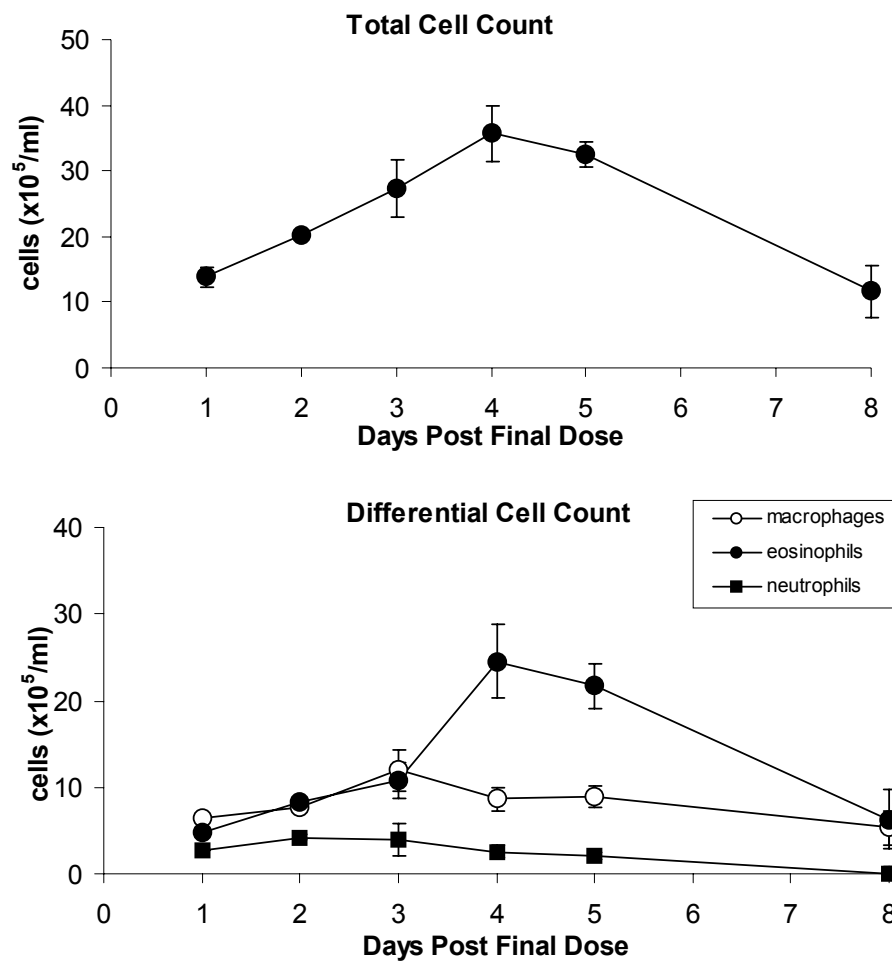 Total Cell Count
50
40
30
20
10
0
cells (x10⁵/ml)
0 1 2 3 4 5 6 7 8
Days Post Final Dose
Differential Cell Count
macrophages
eosinophils
neutrophils
40
30
20
10
0
cells (x10⁵/ml)
0 1 2 3 4 5 6 7 8
Days Post Final Dose